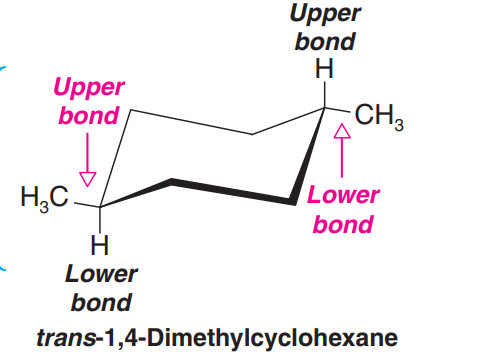 Upper
bond
H
Upper
bond
CH₃
H₃C
Lower
bond
H
Lower
bond
trans-1,4-Dimethylcyclohexane